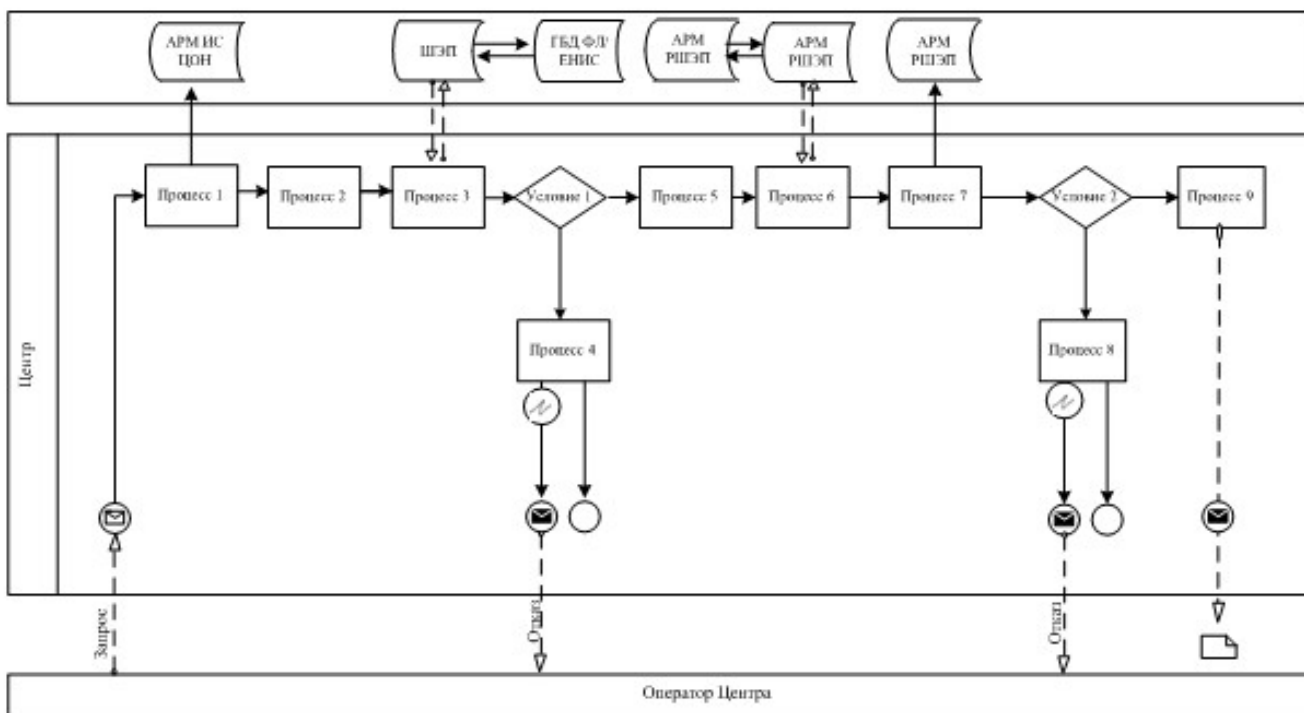 АРМ ИС
ЦОН
ШЭП
ГБД ФЛ/
ЕНИС
АРМ
РШЭП
АРМ
РШЭП
АРМ
РШЭП
Процесс 1
Процесс 2
Процесс 3
Условие 1
Процесс 5
Процесс 6
Процесс 7
Условие 2
Процесс 9
Процесс 4
Процесс 8
Центр
Запрос
Отказ
Отказ
Оператор Центра